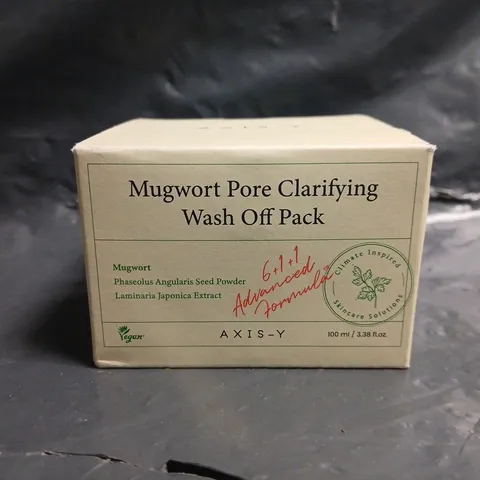 AXIS-Y
Mugwort Pore Clarifying
Wash Off Pack
Mugwort
Phaseolus Angularis Seed Powder
Laminaria Japonica Extract
6+1+1
Advanced
Formula
Climate Inspired
Skincare Solutions
Vegan
AXIS-Y
100 ml / 3.38 fl.oz.